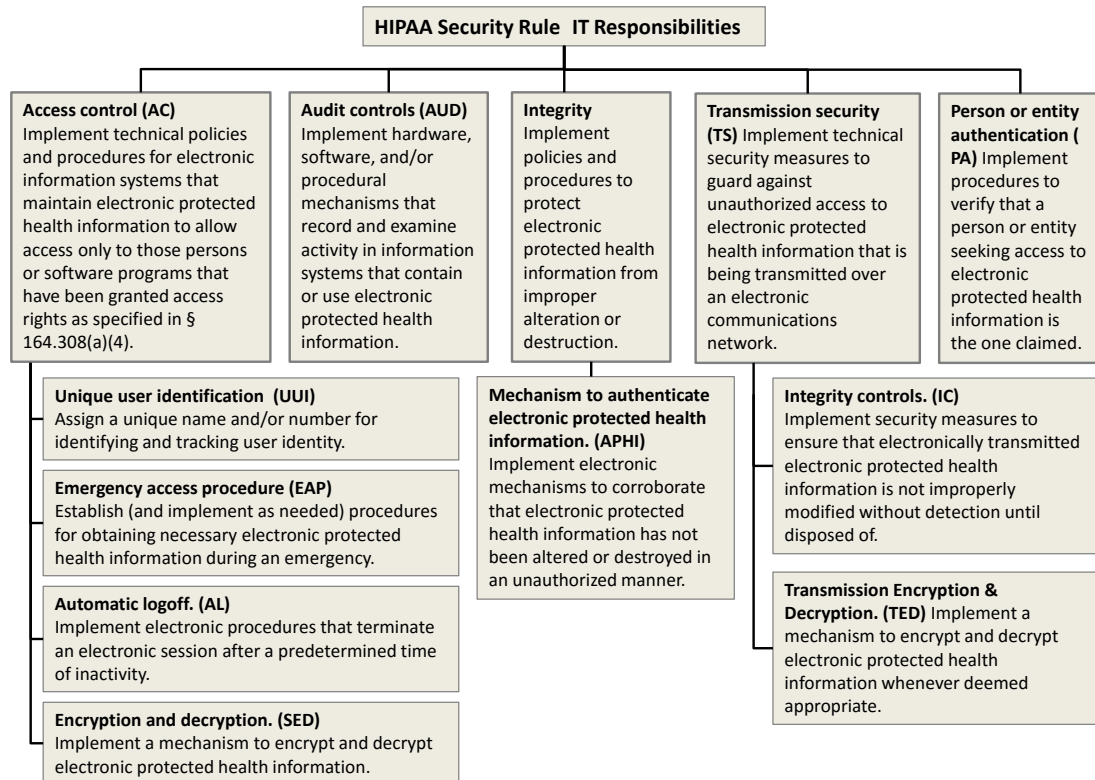 HIPAA Security Rule IT Responsibilities
Access control (AC)
Implement technical policies
and procedures for electronic
information systems that
maintain electronic protected
health information to allow
access only to those persons
or software programs that
have been granted access
rights as specified in §
164.308(a)(4).
Audit controls (AUD)
Implement hardware,
software, and/or
procedural
mechanisms that
record and examine
activity in information
systems that contain
or use electronic
protected health
information.
Integrity
Implement
policies and
procedures to
protect
electronic
protected health
information from
improper
alteration or
destruction.
Transmission security
(TS) Implement technical
security measures to
guard against
unauthorized access to
electronic protected
health information that is
being transmitted over
an electronic
communications
network.
Person or entity
authentication (
PA) Implement
procedures to
verify that a
person or entity
seeking access to
electronic
protected health
information is
the one claimed.
Unique user identification (UUI)
Assign a unique name and/or number for
identifying and tracking user identity.
Emergency access procedure (EAP)
Establish (and implement as needed) procedures
for obtaining necessary electronic protected
health information during an emergency.
Automatic logoff. (AL)
Implement electronic procedures that terminate
an electronic session after a predetermined time
of inactivity.
Encryption and decryption. (SED)
Implement a mechanism to encrypt and decrypt
electronic protected health information.
Mechanism to authenticate
electronic protected health
information. (APHI)
Implement electronic
mechanisms to corroborate
that electronic protected
health information has not
been altered or destroyed in
an unauthorized manner.
Integrity controls. (IC)
Implement security measures to
ensure that electronically transmitted
electronic protected health
information is not improperly
modified without detection until
disposed of.
Transmission Encryption &
Decryption. (TED) Implement a
mechanism to encrypt and decrypt
electronic protected health
information whenever deemed
appropriate.